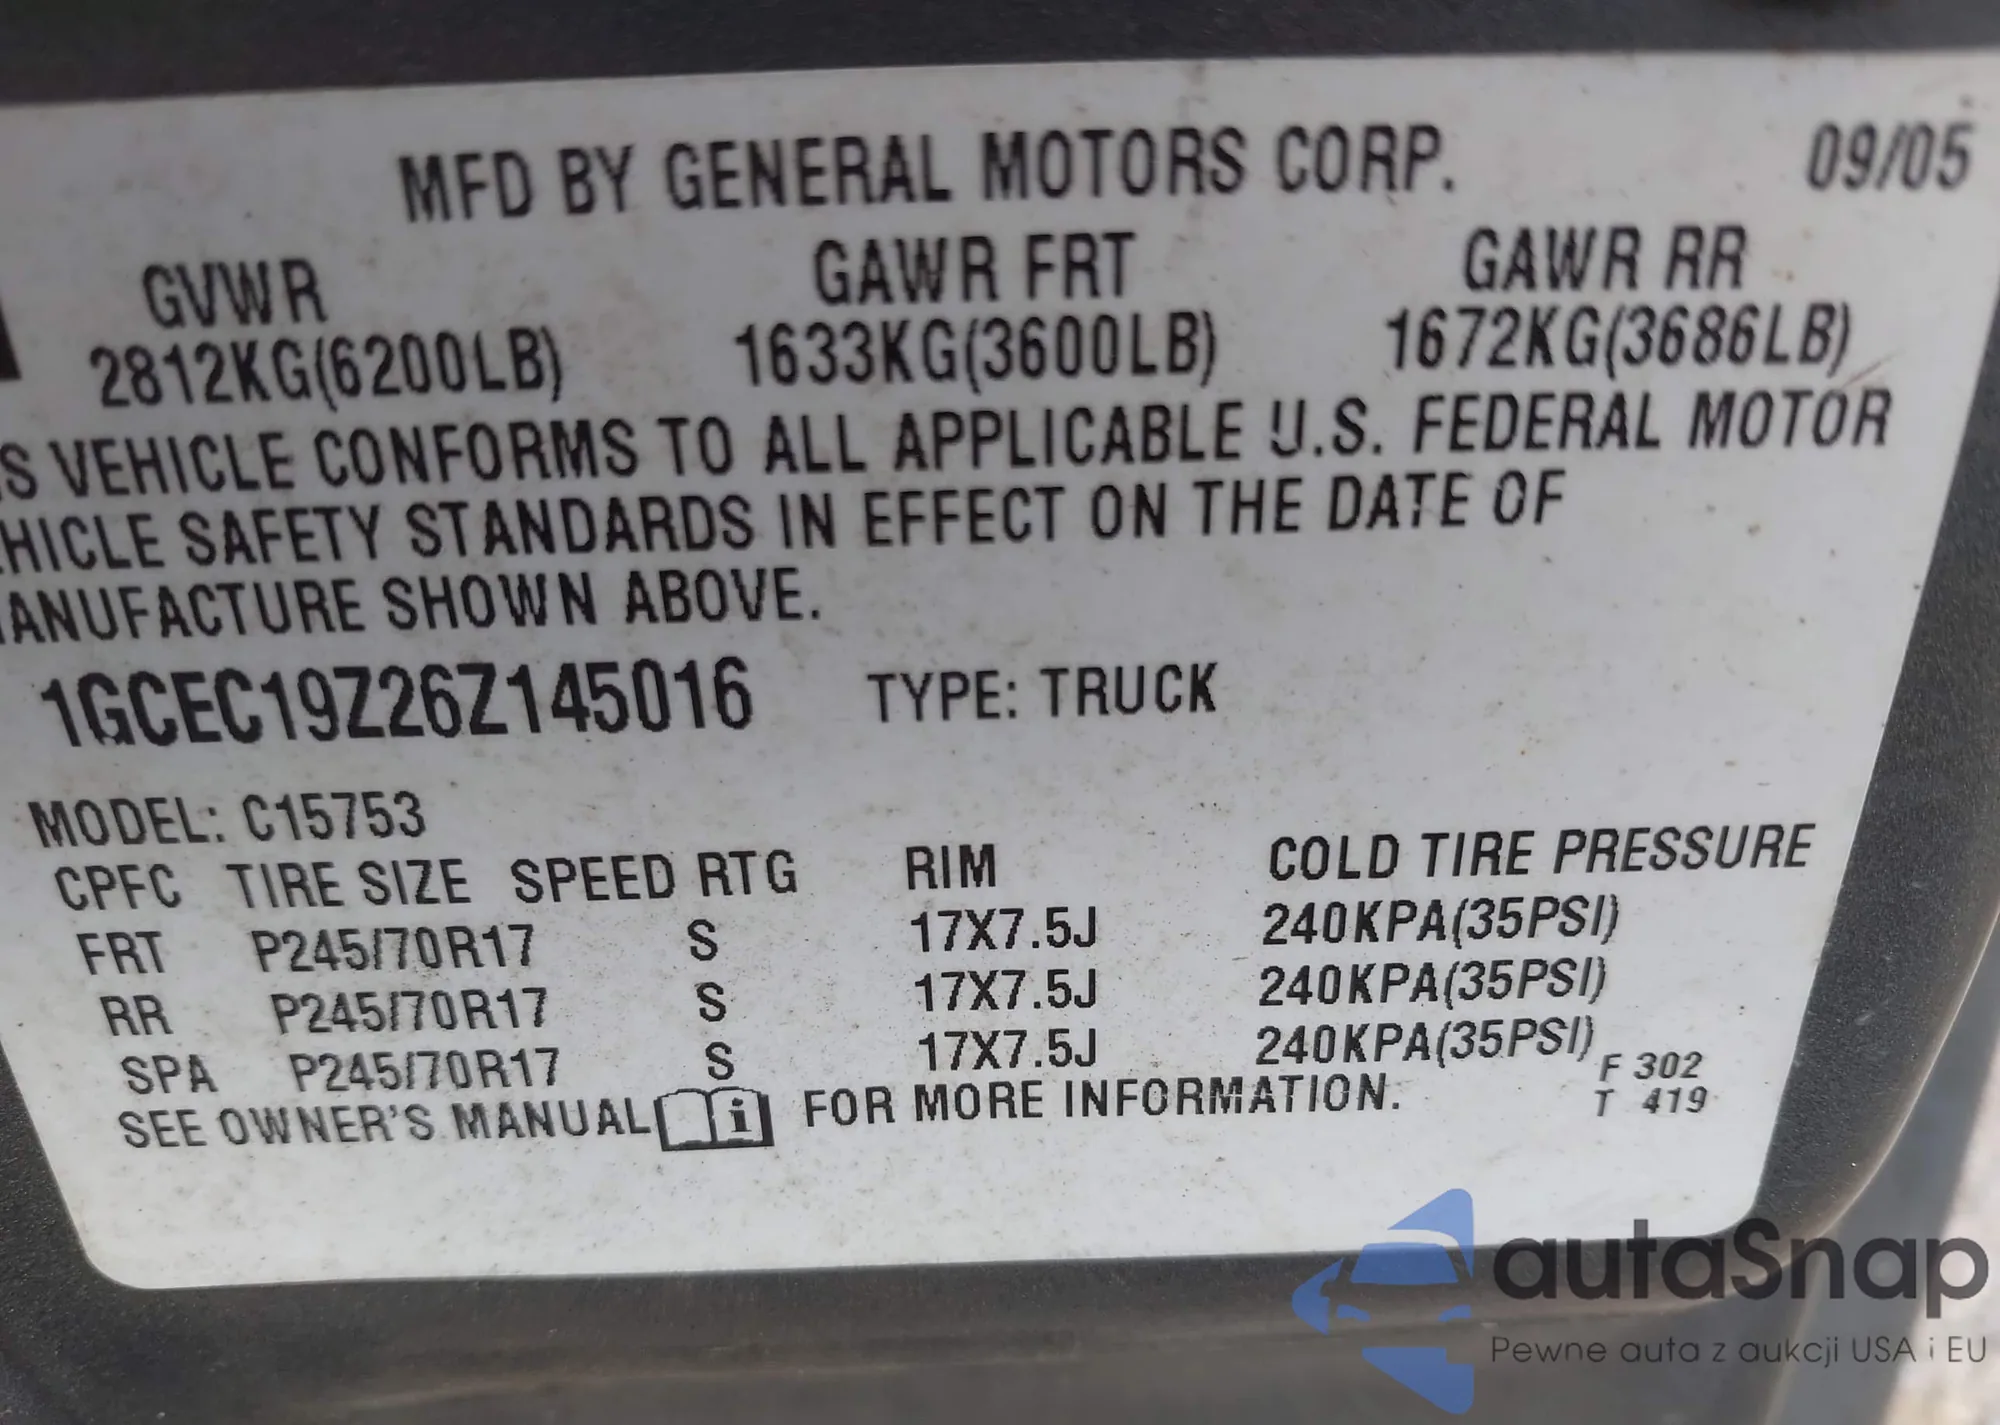 MFD BY GENERAL MOTORS CORP. 09/05
GVWR GAWR FRT GAWR RR
2812KG(6200LB) 1633KG(3600LB) 1672KG(3686LB)
S VEHICLE CONFORMS TO ALL APPLICABLE U.S. FEDERAL MOTOR
HICLE SAFETY STANDARDS IN EFFECT ON THE DATE OF
ANUFACTURE SHOWN ABOVE.
1GCEC19Z26Z145016 TYPE: TRUCK
MODEL: C15753
CPFC TIRE SIZE SPEED RTG RIM COLD TIRE PRESSURE
FRT P245/70R17 S 17X7.5J 240KPA(35PSI)
RR P245/70R17 S 17X7.5J 240KPA(35PSI)
SPA P245/70R17 S 17X7.5J 240KPA(35PSI)
F 302
T 419
SEE OWNER'S MANUAL i FOR MORE INFORMATION.
autaSnap
Pewne auta z aukcji USA i EU